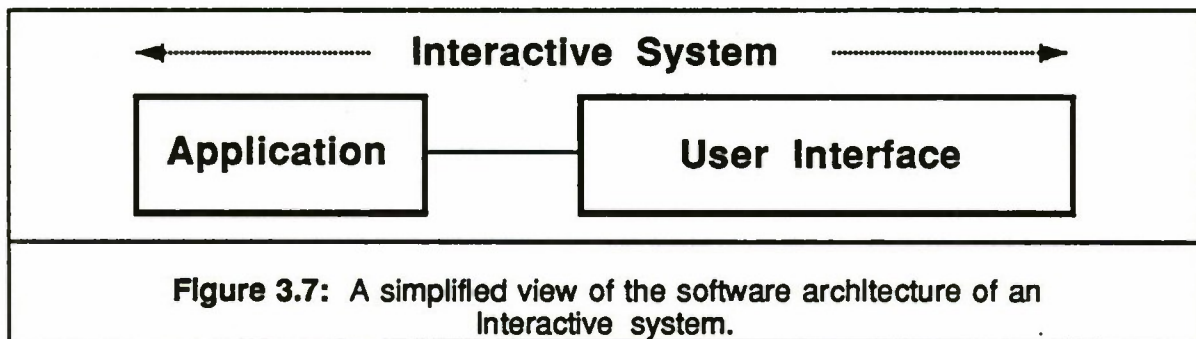 Interactive System
Application
User Interface
Figure 3.7: A simplified view of the software architecture of an
Interactive system.